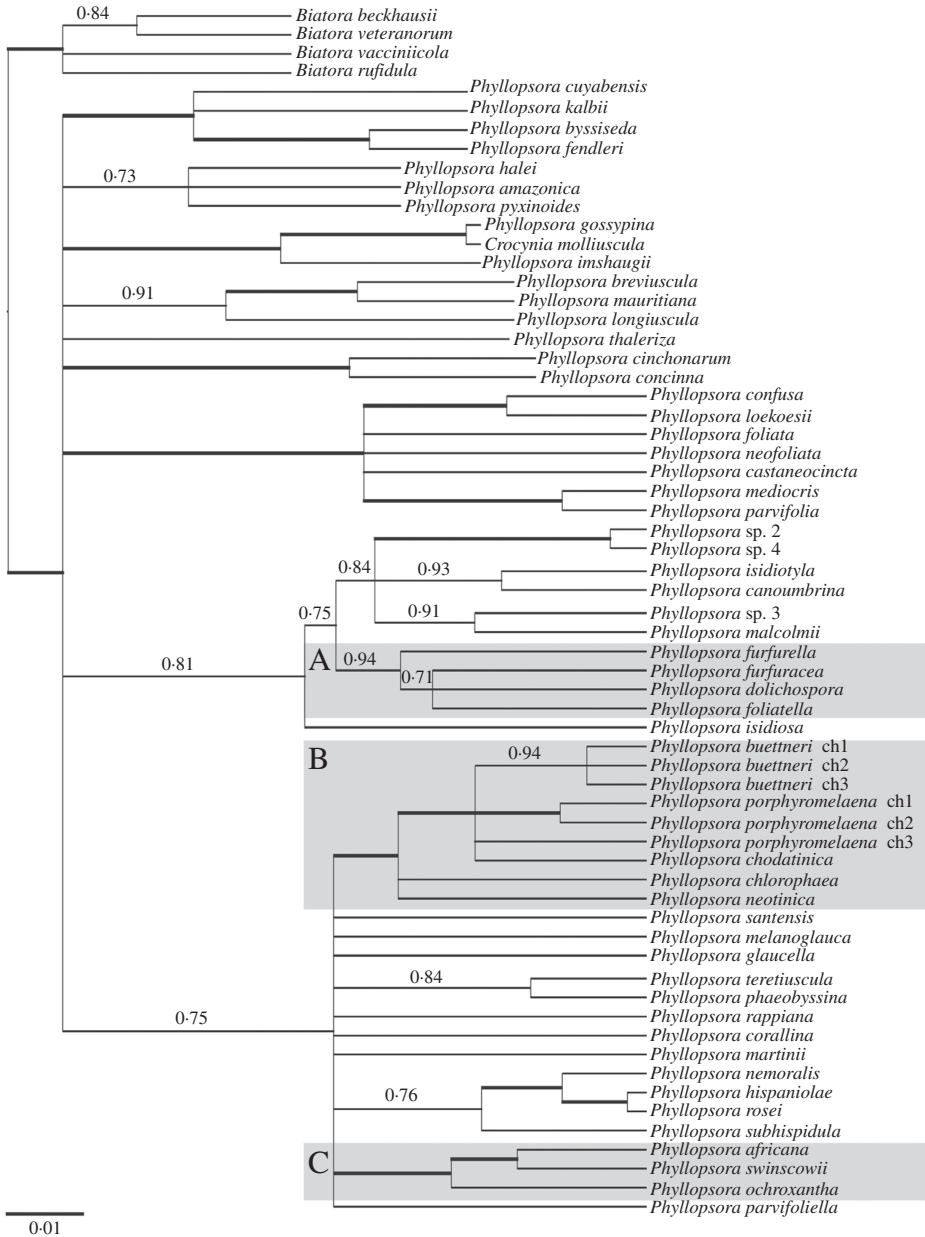 0·84
Biatora beckhausii
Biatora veteranorum
Biatora vacciniicola
Biatora rufidula
Phyllopsora cuyabensis
Phyllopsora kalbii
Phyllopsora byssiseda
Phyllopsora fendleri
0·73
Phyllopsora halei
Phyllopsora amazonica
Phyllopsora pyxinoides
Phyllopsora gossypina
Crocynia molliuscula
Phyllopsora imshaugii
0·91
Phyllopsora breviuscula
Phyllopsora mauritiana
Phyllopsora longiuscula
Phyllopsora thaleriza
Phyllopsora cinchonarum
Phyllopsora concinna
Phyllopsora confusa
Phyllopsora loekoesii
Phyllopsora foliata
Phyllopsora neofoliata
Phyllopsora castaneocincta
Phyllopsora mediocris
Phyllopsora parvifolia
Phyllopsora sp. 2
Phyllopsora sp. 4
0·84
0·93
Phyllopsora isidiotyla
Phyllopsora canoumbrina
0·75
0·91
Phyllopsora sp. 3
Phyllopsora malcolmii
0·81
A
0·94
0·71
Phyllopsora furfurella
Phyllopsora furfuracea
Phyllopsora dolichospora
Phyllopsora foliatella
Phyllopsora isidiosa
B
0·94
Phyllopsora buettneri ch1
Phyllopsora buettneri ch2
Phyllopsora buettneri ch3
Phyllopsora porphyromelaena ch1
Phyllopsora porphyromelaena ch2
Phyllopsora porphyromelaena ch3
Phyllopsora chodatinica
Phyllopsora chlorophaea
Phyllopsora neotinica
Phyllopsora santensis
Phyllopsora melanoglauca
Phyllopsora glaucella
0·84
Phyllopsora teretiuscula
Phyllopsora phaeobyssina
0·75
Phyllopsora rappiana
Phyllopsora corallina
Phyllopsora martinii
0·76
Phyllopsora nemoralis
Phyllopsora hispaniolae
Phyllopsora rosei
Phyllopsora subhispidula
C
Phyllopsora africana
Phyllopsora swinscowii
Phyllopsora ochroxantha
Phyllopsora parvifoliella
0·01